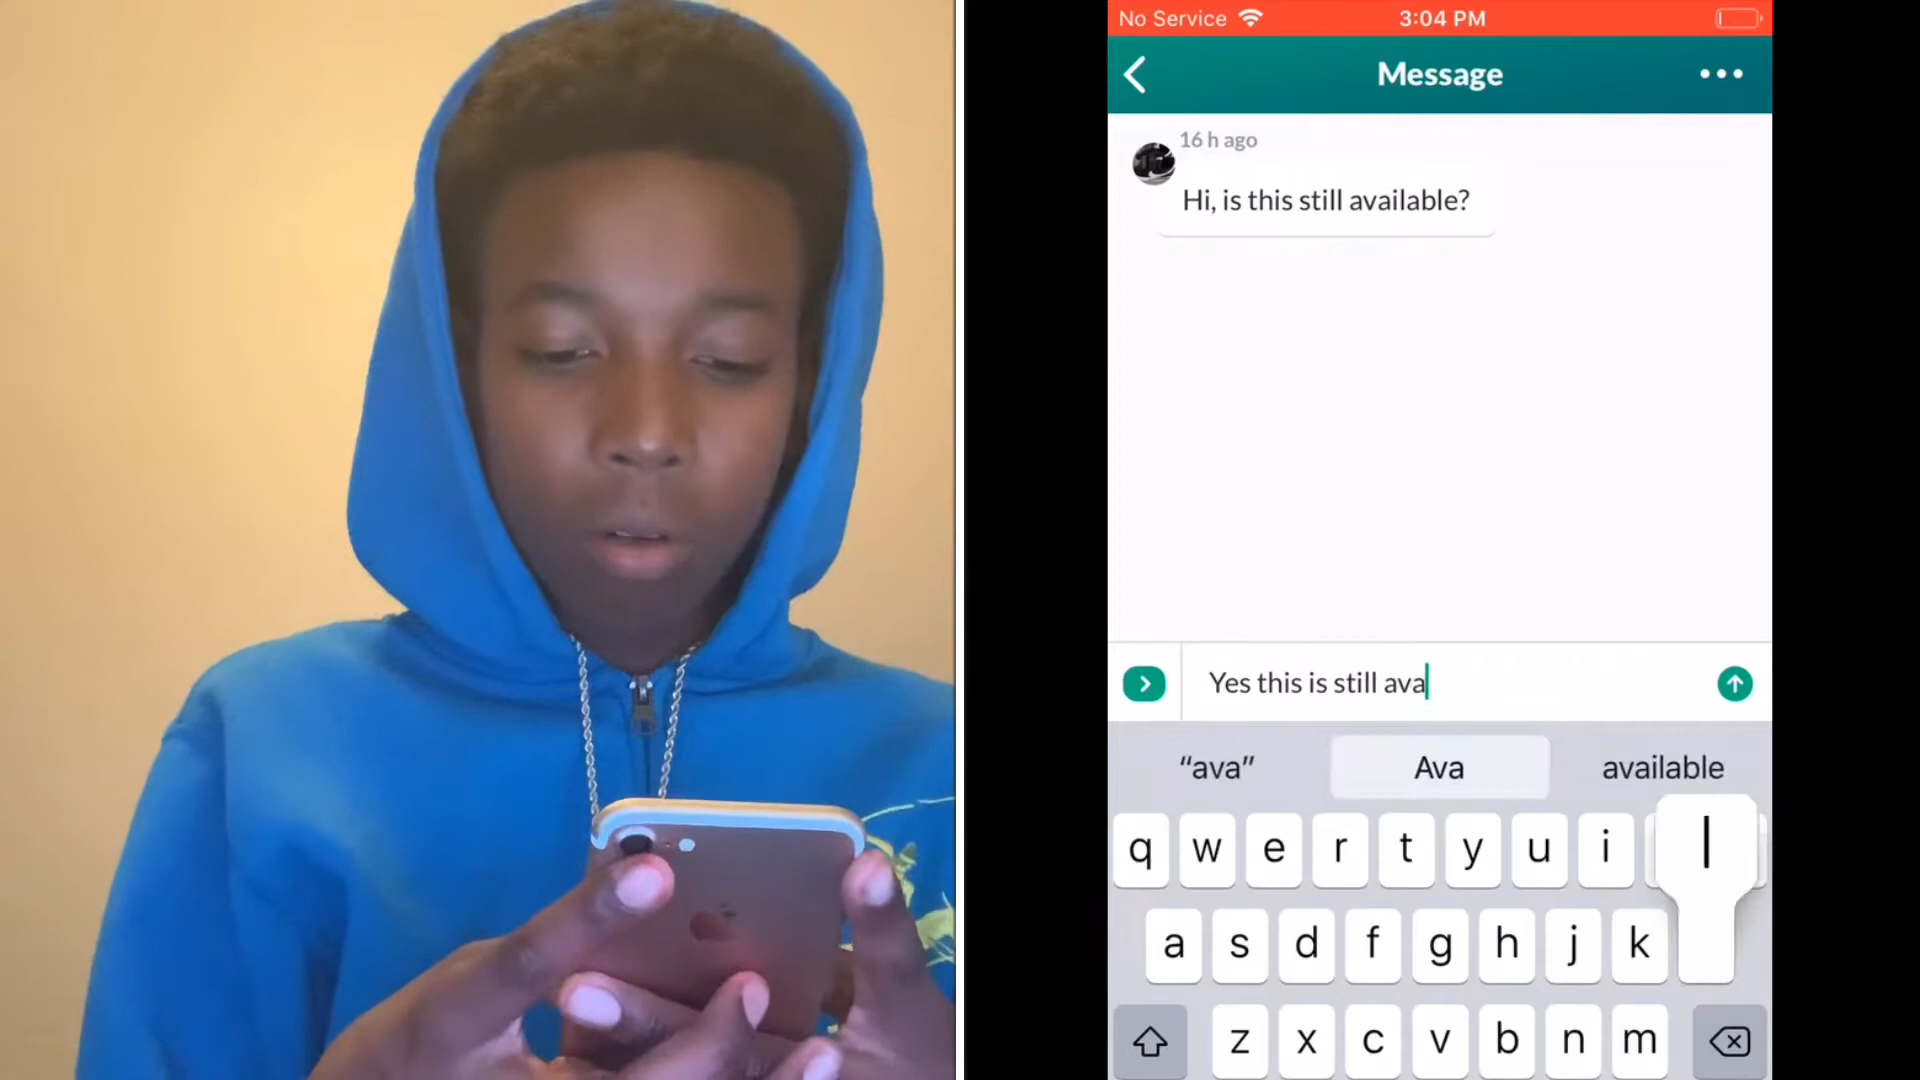 No Service 3:04 PM
Message
16 h ago
Hi, is this still available?
Yes this is still ava
“ava” Ava available
q w e r t y u i
l
a s d f g h j k
z x c v b n m